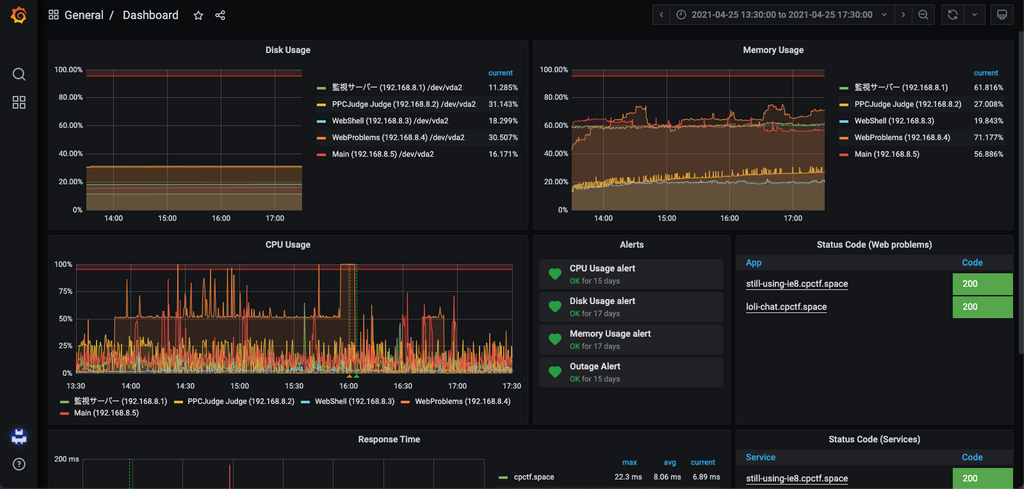 General / Dashboard
2021-04-25 13:30:00 to 2021-04-25 17:30:00
Disk Usage
100.00%
80.00%
60.00%
40.00%
20.00%
0%
14:00 15:00 16:00 17:00
current
監視サーバー (192.168.8.1) /dev/vda2 11.285%
PPCJudge Judge (192.168.8.2) /dev/vda2 31.143%
WebShell (192.168.8.3) /dev/vda2 18.299%
WebProblems (192.168.8.4) /dev/vda2 30.507%
Main (192.168.8.5) /dev/vda2 16.171%
Memory Usage
100.00%
80.00%
60.00%
40.00%
20.00%
0%
14:00 15:00 16:00 17:00
current
監視サーバー (192.168.8.1) 61.816%
PPCJudge Judge (192.168.8.2) 27.008%
WebShell (192.168.8.3) 19.843%
WebProblems (192.168.8.4) 71.177%
Main (192.168.8.5) 56.886%
CPU Usage
100%
75%
50%
25%
0%
13:30 14:00 14:30 15:00 15:30 16:00 16:30 17:00 17:30
監視サーバー (192.168.8.1) PPCJudge Judge (192.168.8.2) WebShell (192.168.8.3) WebProblems (192.168.8.4)
Main (192.168.8.5)
Alerts
CPU Usage alert
OK for 15 days
Disk Usage alert
OK for 17 days
Memory Usage alert
OK for 17 days
Outage Alert
OK for 15 days
Status Code (Web problems)
App Code
still-using-ie8.cpctf.space 200
loli-chat.cpctf.space 200
Response Time
200 ms
max avg current
cpctf.space 22.3 ms 8.06 ms 6.89 ms
Status Code (Services)
Service Code
still-using-ie8.cpctf.space 200